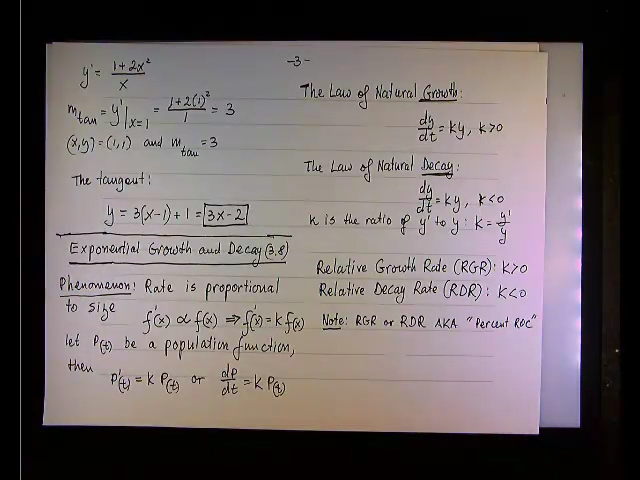 -3-
y' = (1+2x²)/x
m_tan = y'|x=1 = (1+2(1)²)/1 = 3
(x,y) = (1,1) and m_tan = 3
The tangent:
y = 3(x-1)+1 = 3x-2
Exponential Growth and Decay (3.8)
Phenomenon: Rate is proportional
to size f'(x) ∝ f(x) ⇒ f'(x) = k f(x)
let P(t) be a population function,
then
P'(t) = k P(t) or dP/dt = k P(t)
The Law of Natural Growth:
dy/dt = ky, k>0
The Law of Natural Decay:
dy/dt = ky, k<0
k is the ratio of y' to y: k = y'/y
Relative Growth Rate (RGR): k>0
Relative Decay Rate (RDR): k<0
Note: RGR or RDR AKA "Percent ROC"